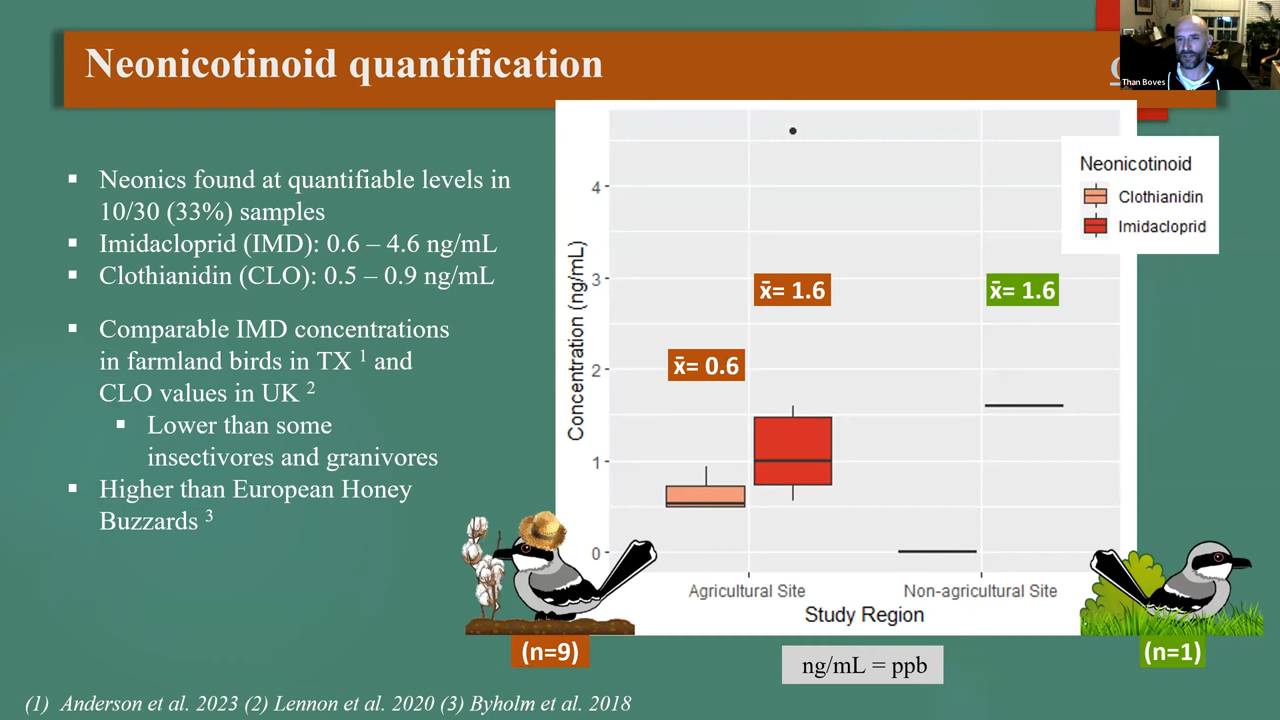 Neonicotinoid quantification
Than Boves
▪ Neonics found at quantifiable levels in
10/30 (33%) samples
▪ Imidacloprid (IMD): 0.6 – 4.6 ng/mL
▪ Clothianidin (CLO): 0.5 – 0.9 ng/mL
▪ Comparable IMD concentrations
in farmland birds in TX 1 and
CLO values in UK 2
▪ Lower than some
insectivores and granivores
▪ Higher than European Honey
Buzzards 3
Concentration (ng/mL)
4
3
2
1
0
x̄= 0.6
x̄= 1.6
x̄= 1.6
Neonicotinoid
Clothianidin
Imidacloprid
Agricultural Site
Non-agricultural Site
Study Region
(n=9)
(n=1)
ng/mL = ppb
(1) Anderson et al. 2023 (2) Lennon et al. 2020 (3) Byholm et al. 2018